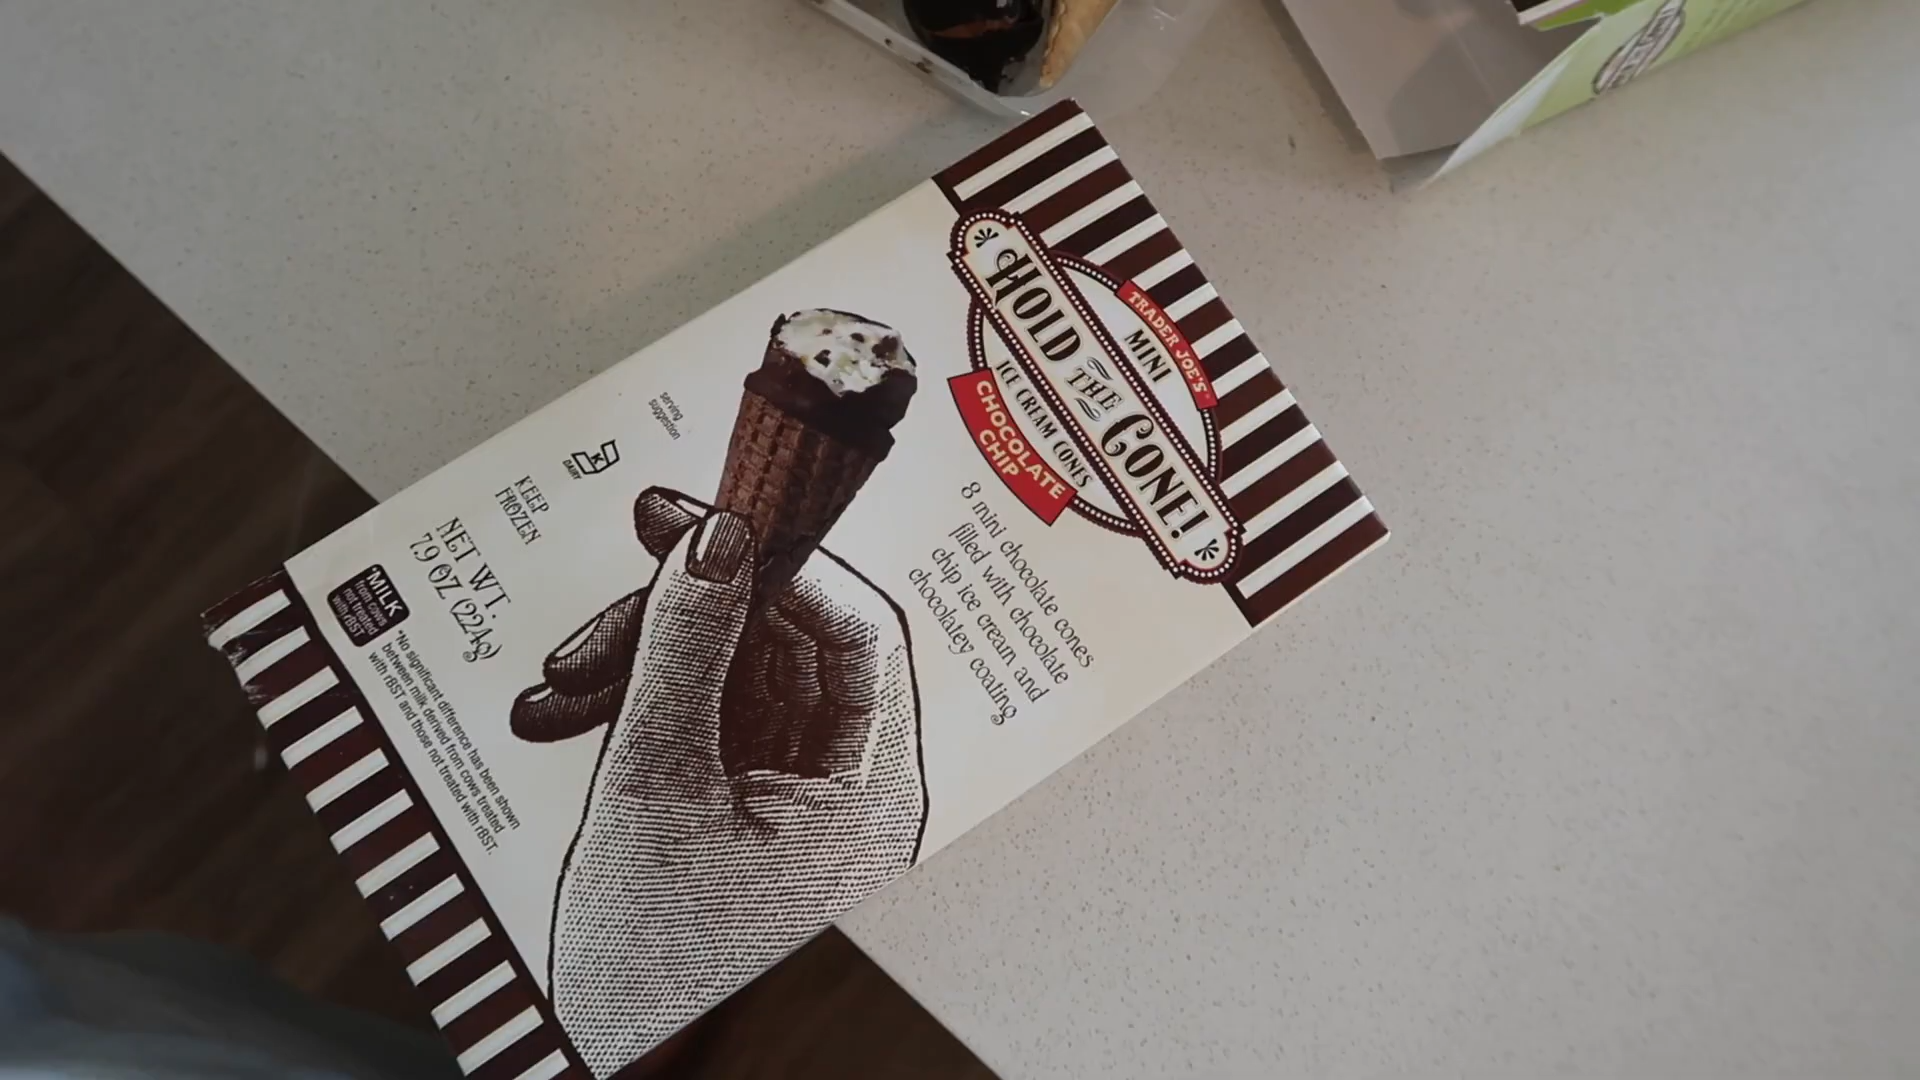 TRADER JOE'S
MINI
HOLD THE CONE!
ICE CREAM CONES
CHOCOLATE
CHIP
8 mini chocolate cones
filled with chocolate
chip ice cream and
chocolatey coating
serving
suggestion
K
DAIRY
KEEP
FROZEN
NET WT.
7.9 OZ (224g)
*MILK
from cows
not treated
with rBST
*No significant difference has been shown
between milk derived from cows treated
with rBST and those not treated with rBST.